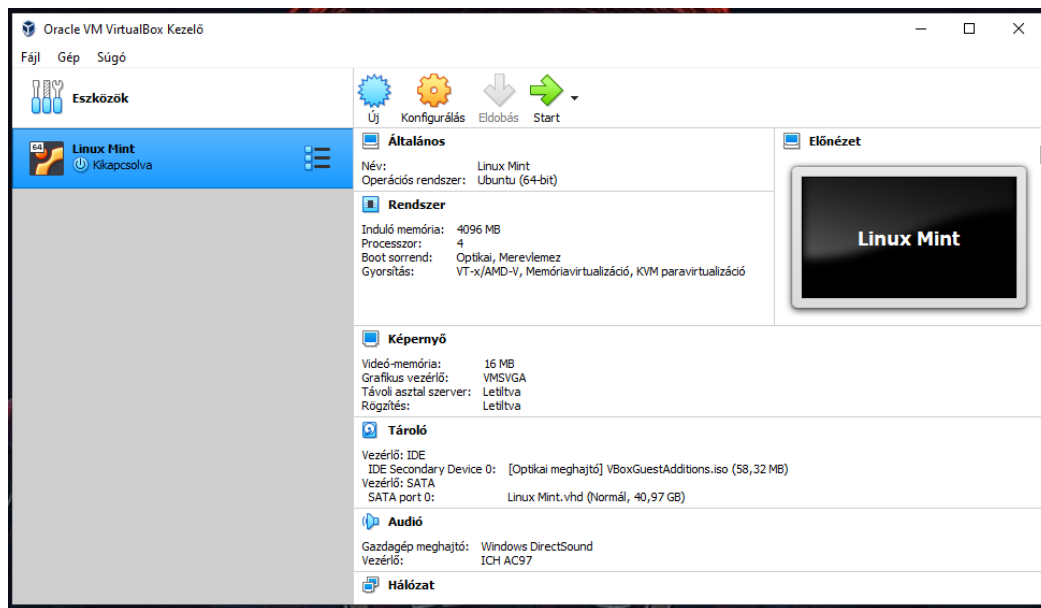 Oracle VM VirtualBox Kezelő
Fájl Gép Súgó
Eszközök
Új Konfigurálás Eldobás Start
64
Linux Mint
Kikapcsolva
Általános
Név: Linux Mint
Operációs rendszer: Ubuntu (64-bit)
Előnézet
Linux Mint
Rendszer
Induló memória: 4096 MB
Processzor: 4
Boot sorrend: Optikai, Merevlemez
Gyorsítás: VT-x/AMD-V, Memóriavirtualizáció, KVM paravirtualizáció
Képernyő
Videó-memória: 16 MB
Grafikus vezérlő: VMSVGA
Távoli asztal szerver: Letiltva
Rögzítés: Letiltva
Tároló
Vezérlő: IDE
IDE Secondary Device 0: [Optikai meghajtó] VBoxGuestAdditions.iso (58,32 MB)
Vezérlő: SATA
SATA port 0: Linux Mint.vhd (Normál, 40,97 GB)
Audió
Gazdagép meghajtó: Windows DirectSound
Vezérlő: ICH AC97
Hálózat